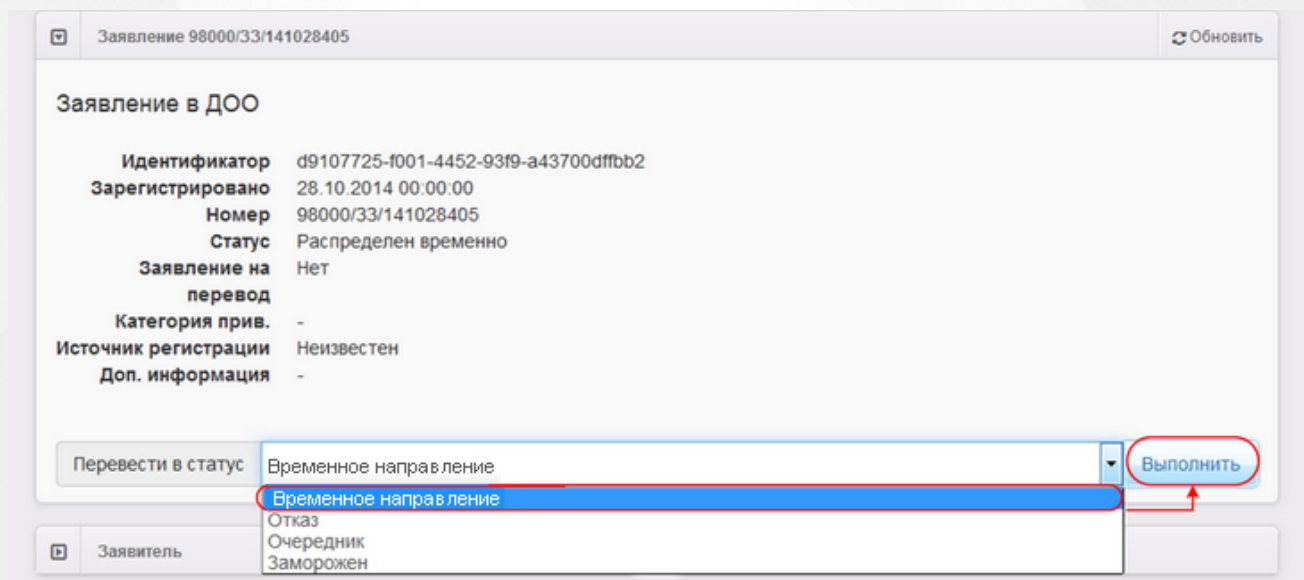 Заявление 98000/33/141028405 Обновить
Заявление в ДОО
Идентификатор d9107725-f001-4452-93f9-a43700dffbb2
Зарегистрировано 28.10.2014 00:00:00
Номер 98000/33/141028405
Статус Распределен временно
Заявление на Нет
перевод
Категория прив. -
Источник регистрации Неизвестен
Доп. информация -
Перевести в статус Временное направление Выполнить
Временное направление
Отказ
Очередник
Заморожен
Заявитель